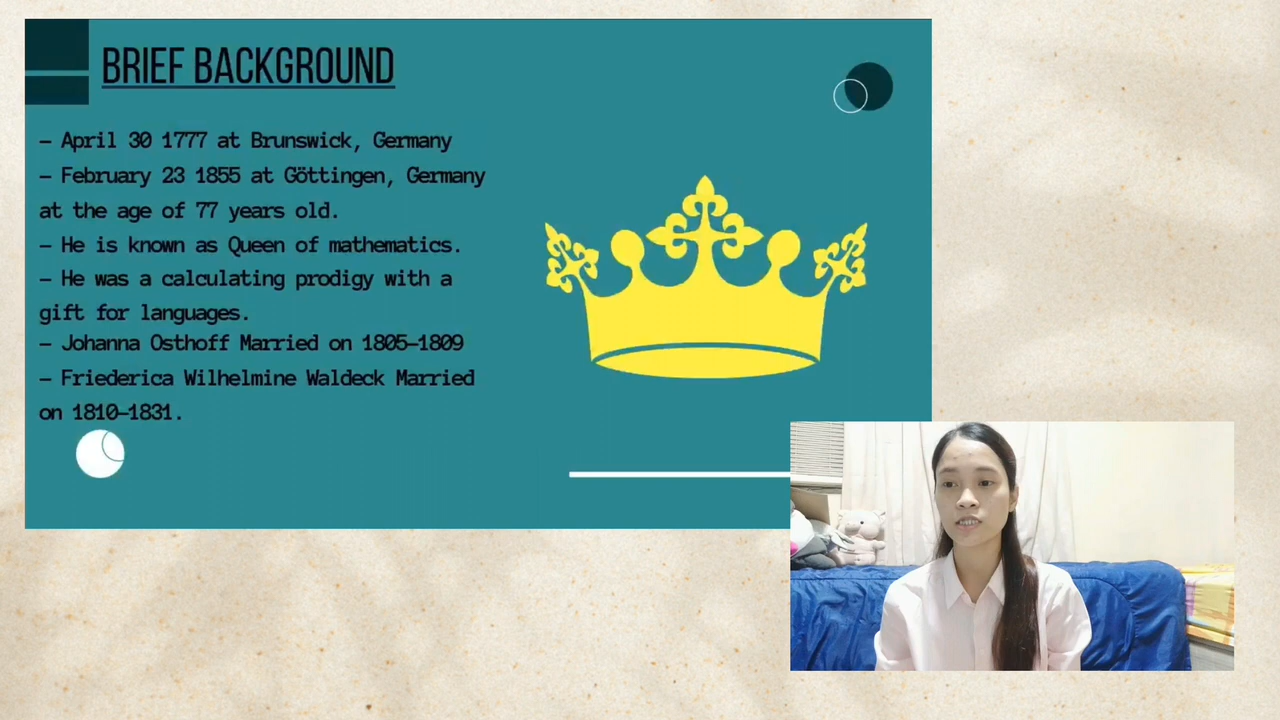 BRIEF BACKGROUND
– April 30 1777 at Brunswick, Germany
– February 23 1855 at Göttingen, Germany
at the age of 77 years old.
– He is known as Queen of mathematics.
– He was a calculating prodigy with a
gift for languages.
– Johanna Osthoff Married on 1805–1809
– Friederica Wilhelmine Waldeck Married
on 1810–1831.